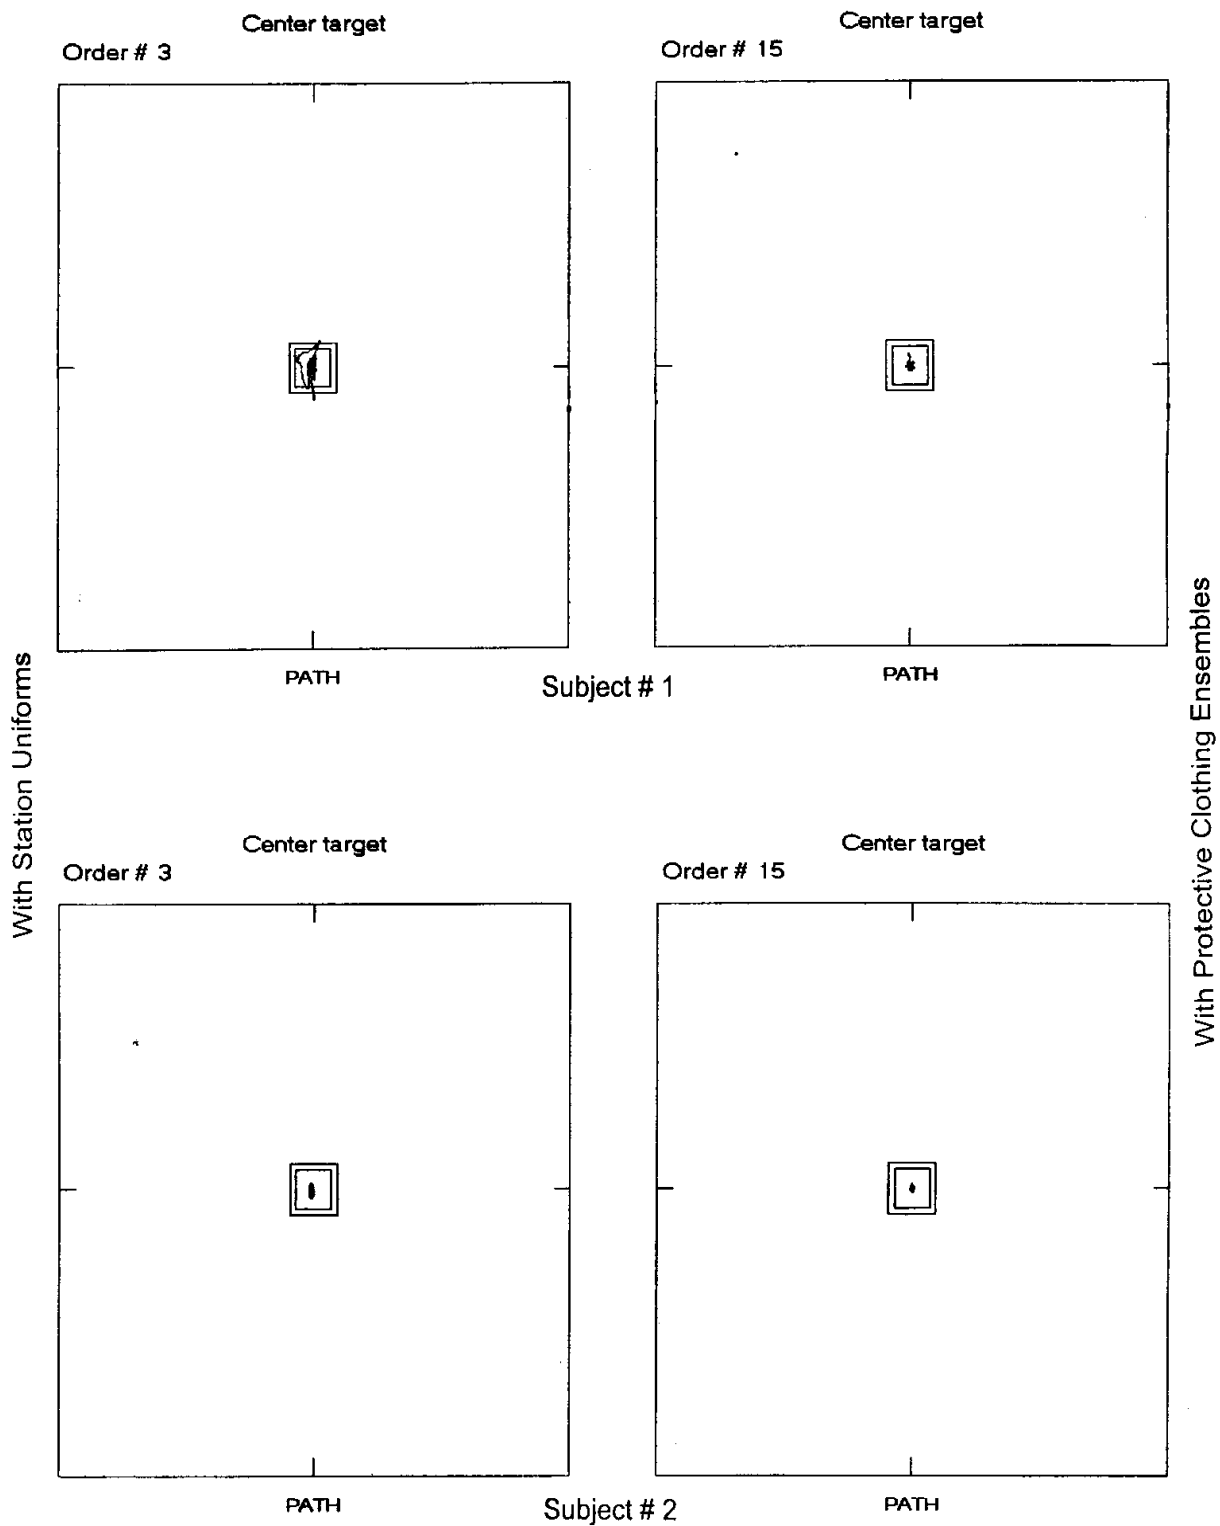 Center target
Order # 3
Center target
Order # 15
PATH
Subject # 1
PATH
With Station Uniforms
With Protective Clothing Ensembles
Center target
Order # 3
Center target
Order # 15
PATH
Subject # 2
PATH